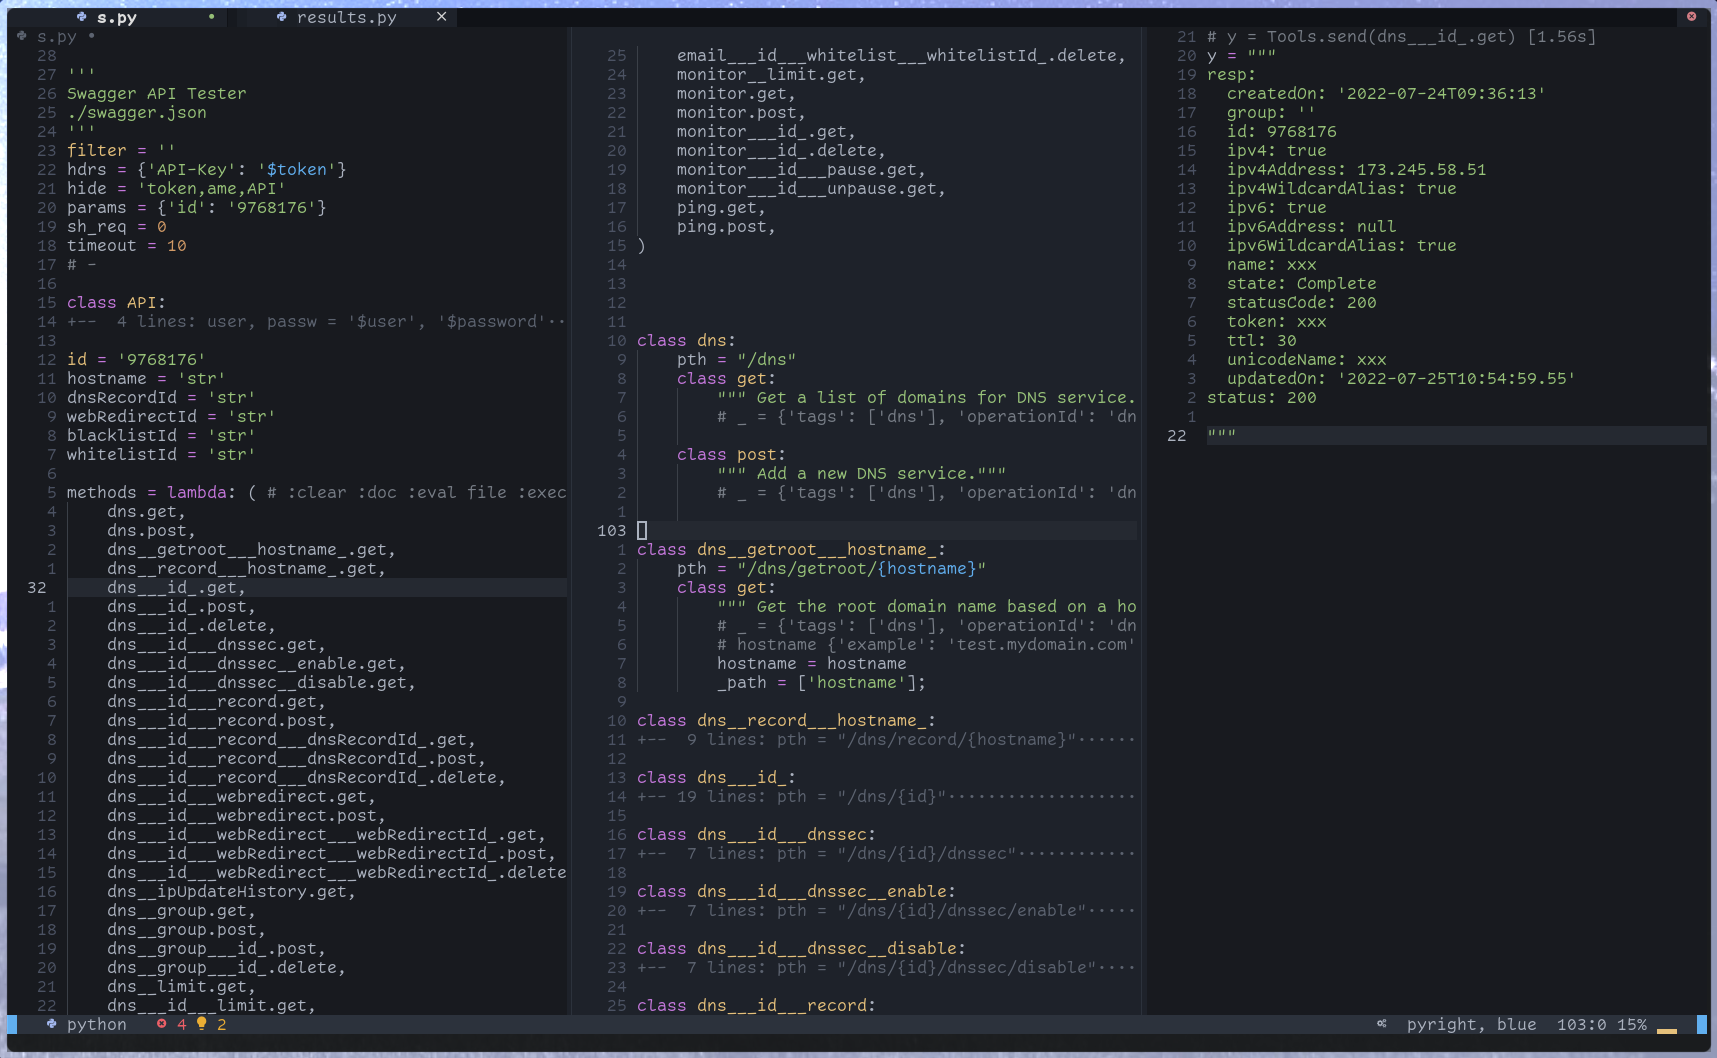 s.py •
results.py ✕
s.py •
28
27 '''
26 Swagger API Tester
25 ./swagger.json
24 '''
23 filter = ''
22 hdrs = {'API-Key': '$token'}
21 hide = 'token,ame,API'
20 params = {'id': '9768176'}
19 sh_req = 0
18 timeout = 10
17 # -
16
15 class API:
14 +--  4 lines: user, passw = '$user', '$password'··
13
12 id = '9768176'
11 hostname = 'str'
10 dnsRecordId = 'str'
9 webRedirectId = 'str'
8 blacklistId = 'str'
7 whitelistId = 'str'
6
5 methods = lambda: ( # :clear :doc :eval file :exec
4     dns.get,
3     dns.post,
2     dns__getroot___hostname_.get,
1     dns__record___hostname_.get,
32     dns___id_.get,
1     dns___id_.post,
2     dns___id_.delete,
3     dns___id___dnssec.get,
4     dns___id___dnssec__enable.get,
5     dns___id___dnssec__disable.get,
6     dns___id___record.get,
7     dns___id___record.post,
8     dns___id___record___dnsRecordId_.get,
9     dns___id___record___dnsRecordId_.post,
10     dns___id___record___dnsRecordId_.delete,
11     dns___id___webredirect.get,
12     dns___id___webredirect.post,
13     dns___id___webRedirect___webRedirectId_.get,
14     dns___id___webRedirect___webRedirectId_.post,
15     dns___id___webRedirect___webRedirectId_.delete
16     dns__ipUpdateHistory.get,
17     dns__group.get,
18     dns__group.post,
19     dns__group___id_.post,
20     dns__group___id_.delete,
21     dns__limit.get,
22     dns___id___limit.get,
25     email___id___whitelist___whitelistId_.delete,
24     monitor__limit.get,
23     monitor.get,
22     monitor.post,
21     monitor___id_.get,
20     monitor___id_.delete,
19     monitor___id___pause.get,
18     monitor___id___unpause.get,
17     ping.get,
16     ping.post,
15 )
14
13
12
11
10 class dns:
9     pth = "/dns"
8     class get:
7         """ Get a list of domains for DNS service.
6         # _ = {'tags': ['dns'], 'operationId': 'dn
5
4     class post:
3         """ Add a new DNS service."""
2         # _ = {'tags': ['dns'], 'operationId': 'dn
1
103
1 class dns__getroot___hostname_:
2     pth = "/dns/getroot/{hostname}"
3     class get:
4         """ Get the root domain name based on a ho
5         # _ = {'tags': ['dns'], 'operationId': 'dn
6         # hostname {'example': 'test.mydomain.com'
7         hostname = hostname
8         _path = ['hostname'];
9
10 class dns__record___hostname_:
11 +--  9 lines: pth = "/dns/record/{hostname}"······
12
13 class dns___id_:
14 +-- 19 lines: pth = "/dns/{id}"···················
15
16 class dns___id___dnssec:
17 +--  7 lines: pth = "/dns/{id}/dnssec"············
18
19 class dns___id___dnssec__enable:
20 +--  7 lines: pth = "/dns/{id}/dnssec/enable"·····
21
22 class dns___id___dnssec__disable:
23 +--  7 lines: pth = "/dns/{id}/dnssec/disable"····
24
25 class dns___id___record:
21 # y = Tools.send(dns___id_.get) [1.56s]
20 y = """
19 resp:
18   createdOn: '2022-07-24T09:36:13'
17   group: ''
16   id: 9768176
15   ipv4: true
14   ipv4Address: 173.245.58.51
13   ipv4WildcardAlias: true
12   ipv6: true
11   ipv6Address: null
10   ipv6WildcardAlias: true
9   name: xxx
8   state: Complete
7   statusCode: 200
6   token: xxx
5   ttl: 30
4   unicodeName: xxx
3   updatedOn: '2022-07-25T10:54:59.55'
2 status: 200
1
22 """
python 4 2
pyright, blue 103:0 15%